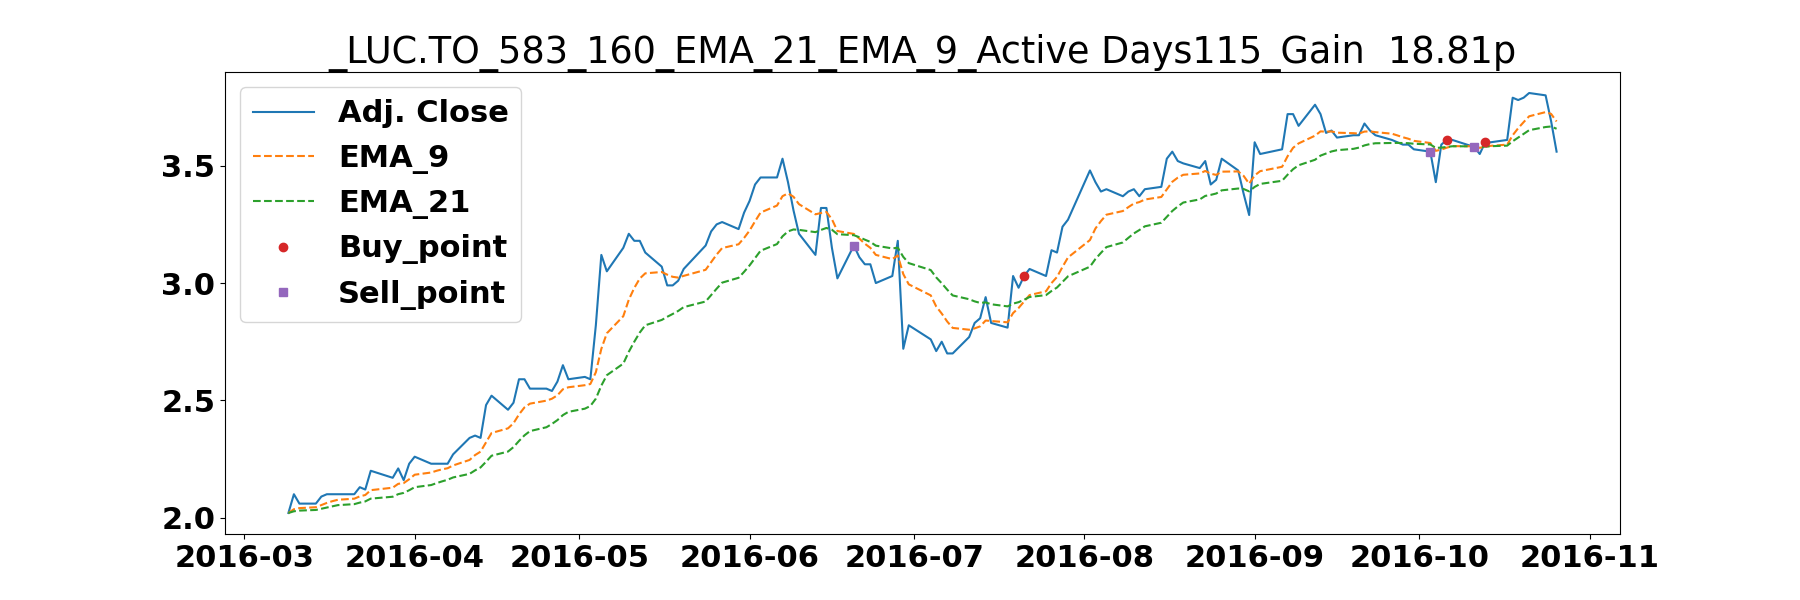 _LUC.TO_583_160_EMA_21_EMA_9_Active Days115_Gain  18.81p
Adj. Close
EMA_9
EMA_21
Buy_point
Sell_point
3.5
3.0
2.5
2.0
2016-03 2016-04 2016-05 2016-06 2016-07 2016-08 2016-09 2016-10 2016-11